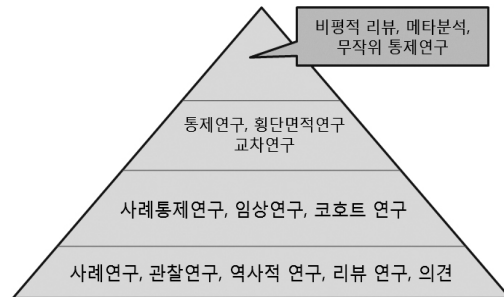 비평적 리뷰, 메타분석,
무작위 통제연구
통제연구, 횡단면적연구
교차연구
사례통제연구, 임상연구, 코호트 연구
사례연구, 관찰연구, 역사적 연구, 리뷰 연구, 의견